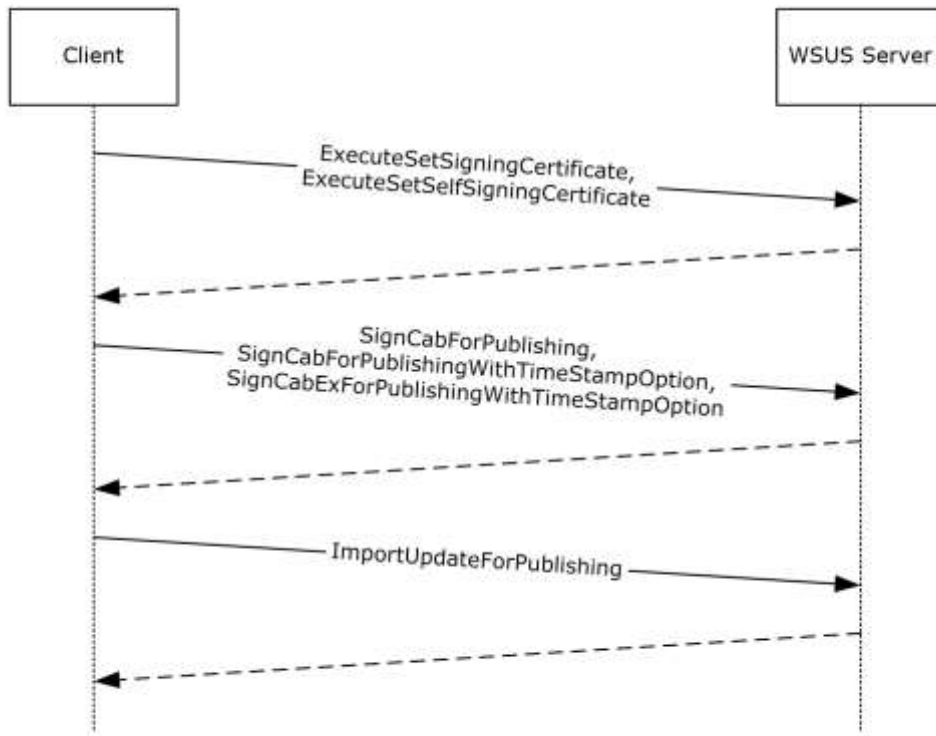 Client
WSUS Server
ExecuteSetSigningCertificate,
ExecuteSetSelfSigningCertificate
SignCabForPublishing,
SignCabForPublishingWithTimeStampOption,
SignCabExForPublishingWithTimeStampOption
ImportUpdateForPublishing